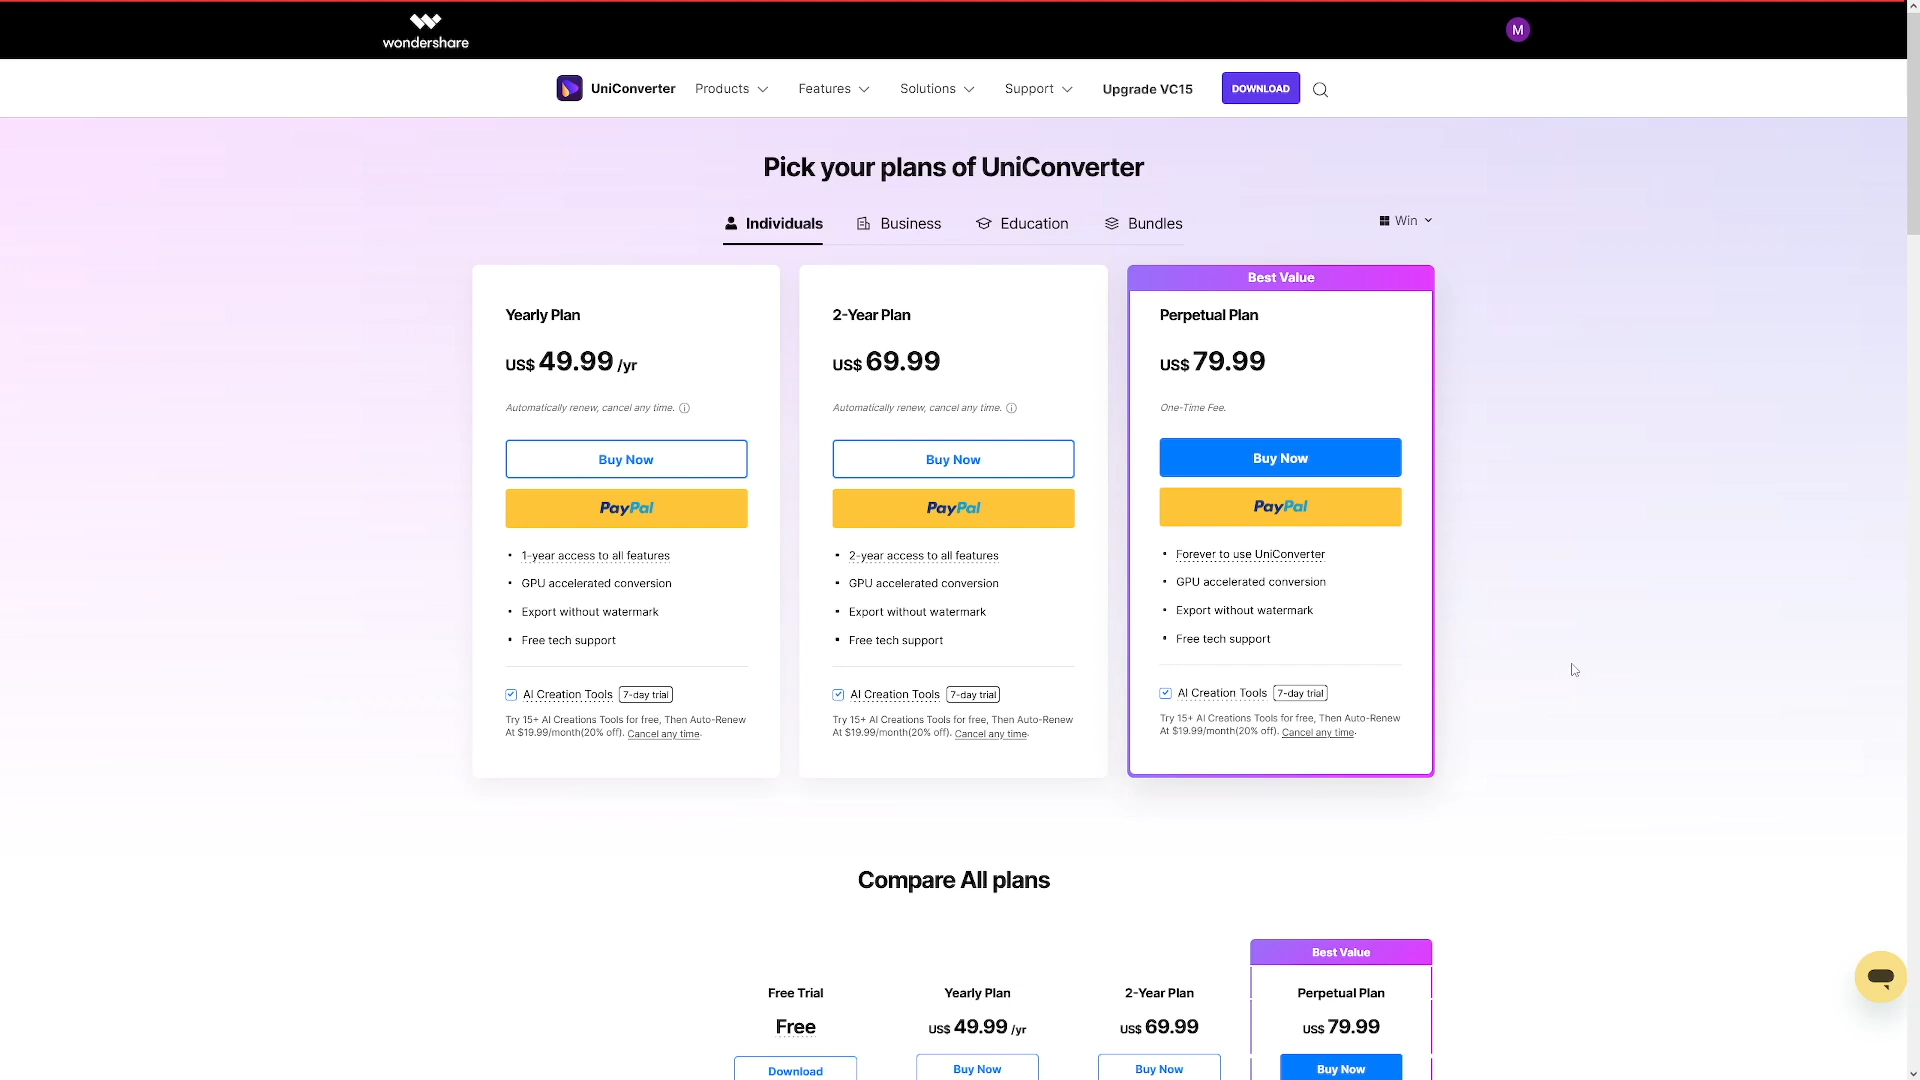 wondershare
M
UniConverter Products Features Solutions Support Upgrade VC15 DOWNLOAD
Pick your plans of UniConverter
Individuals Business Education Bundles
Win
Yearly Plan
US$ 49.99 /yr
Automatically renew, cancel any time.
Buy Now
PayPal
1-year access to all features
GPU accelerated conversion
Export without watermark
Free tech support
AI Creation Tools 7-day trial
Try 15+ AI Creations Tools for free, Then Auto-Renew
At $19.99/month(20% off). Cancel any time.
2-Year Plan
US$ 69.99
Automatically renew, cancel any time.
Buy Now
PayPal
2-year access to all features
GPU accelerated conversion
Export without watermark
Free tech support
AI Creation Tools 7-day trial
Try 15+ AI Creations Tools for free, Then Auto-Renew
At $19.99/month(20% off). Cancel any time.
Best Value
Perpetual Plan
US$ 79.99
One-Time Fee.
Buy Now
PayPal
Forever to use UniConverter
GPU accelerated conversion
Export without watermark
Free tech support
AI Creation Tools 7-day trial
Try 15+ AI Creations Tools for free, Then Auto-Renew
At $19.99/month(20% off). Cancel any time.
Compare All plans
Free Trial
Free
Download
Yearly Plan
US$ 49.99 /yr
Buy Now
2-Year Plan
US$ 69.99
Buy Now
Best Value
Perpetual Plan
US$ 79.99
Buy Now